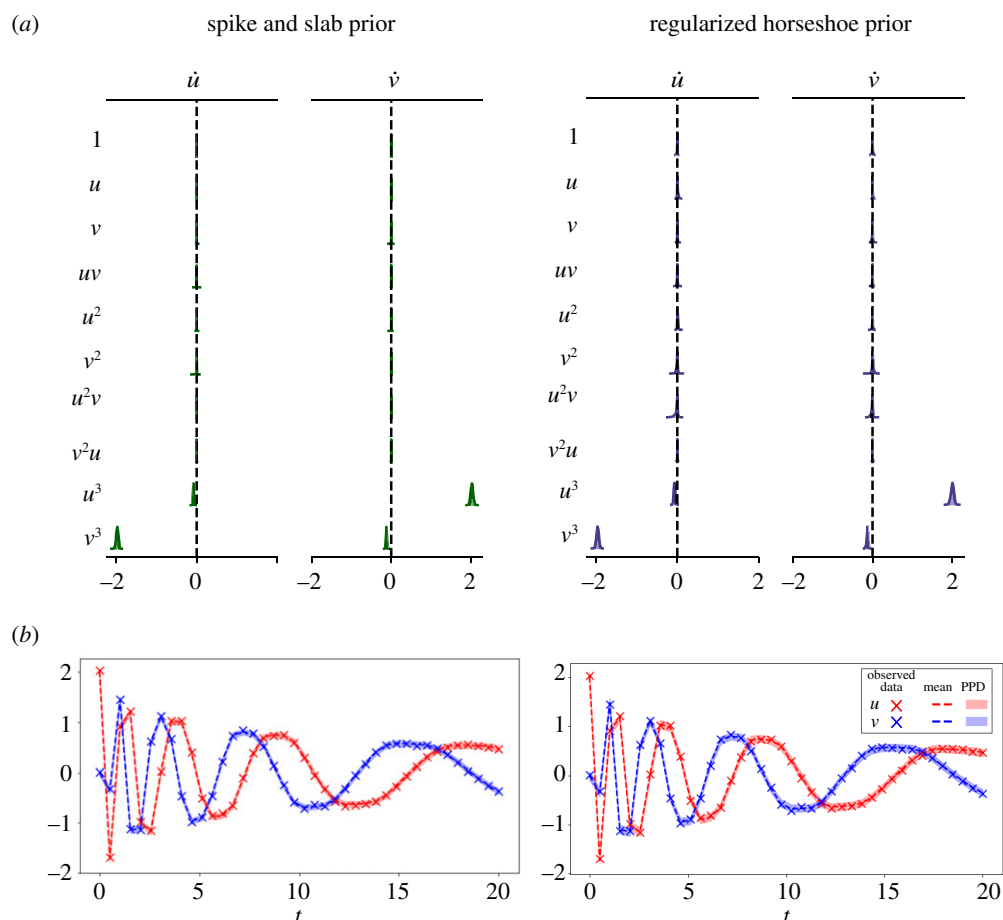 (a)
spike and slab prior
regularized horseshoe prior
u̇ v̇ u̇ v̇
1 1
u u
v v
uv uv
u² u²
v² v²
u²v u²v
v²u v²u
u³ u³
v³ v³
–2 0 0 2 –2 0 2 –2 0 2
(b)
2 2
1 1
0 0
–1 –1
–2 –2
0 5 10 15 20 0 5 10 15 20
t t
observed data mean PPD
u
v